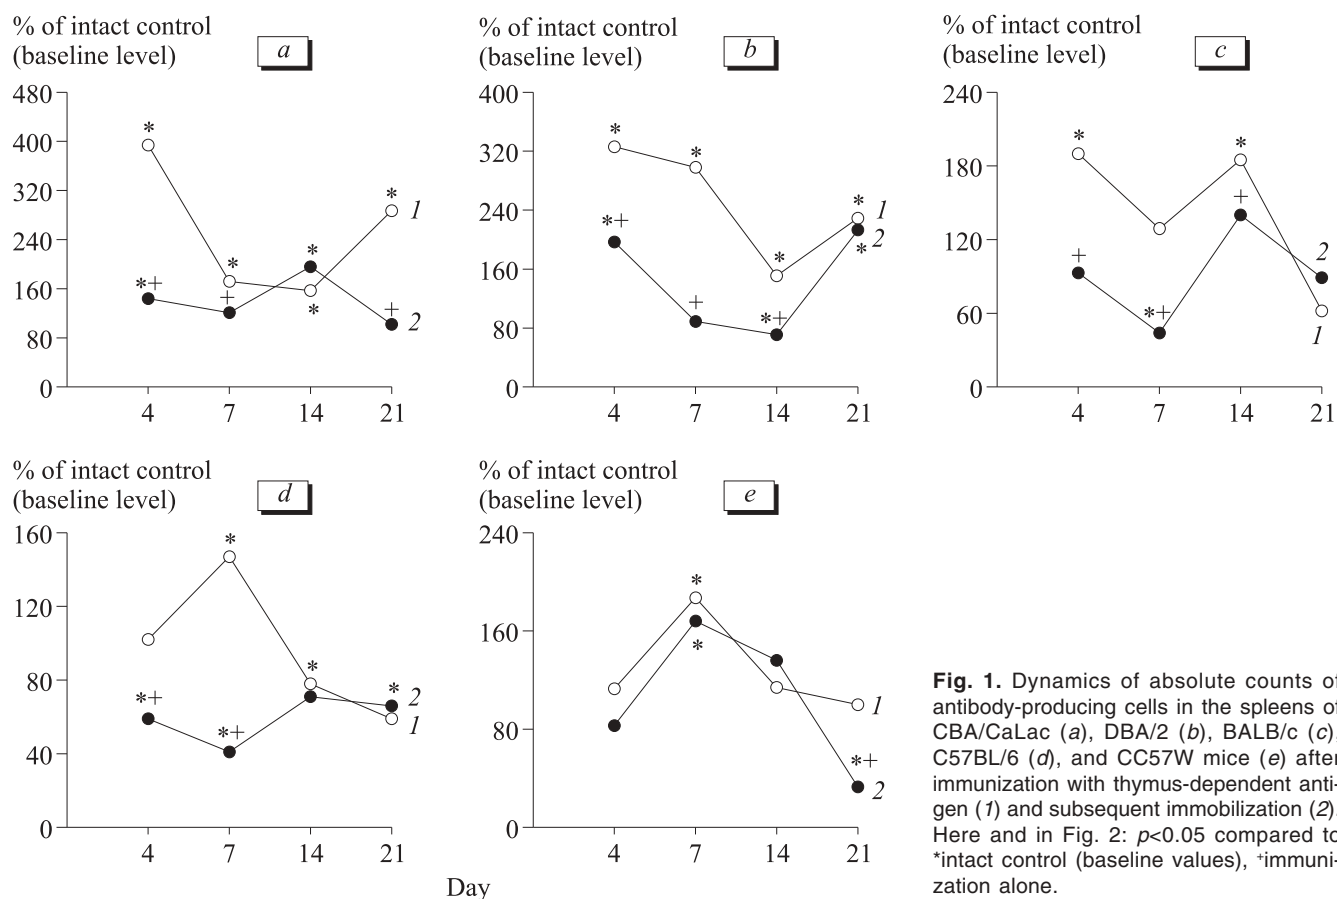 % of intact control
(baseline level)
a
480
400
320
240
160
80
0
*
*
*
*
*
*+
+
+
1
2
4 7 14 21
% of intact control
(baseline level)
b
400
320
240
160
80
0
*
*
*
*
*+
+
*+
*
1
2
4 7 14 21
% of intact control
(baseline level)
c
240
180
120
60
0
*
*
+
*+
+
2
1
4 7 14 21
% of intact control
(baseline level)
d
160
120
80
40
0
*
*
*
*+
*+
2
1
4 7 14 21
% of intact control
(baseline level)
e
240
160
80
0
*
*
*+
1
2
4 7 14 21
Day
Fig. 1. Dynamics of absolute counts of
antibody-producing cells in the spleens of
CBA/CaLac (a), DBA/2 (b), BALB/c (c),
C57BL/6 (d), and CC57W mice (e) after
immunization with thymus-dependent anti-
gen (1) and subsequent immobilization (2).
Here and in Fig. 2: p<0.05 compared to
*intact control (baseline values), +immuni-
zation alone.